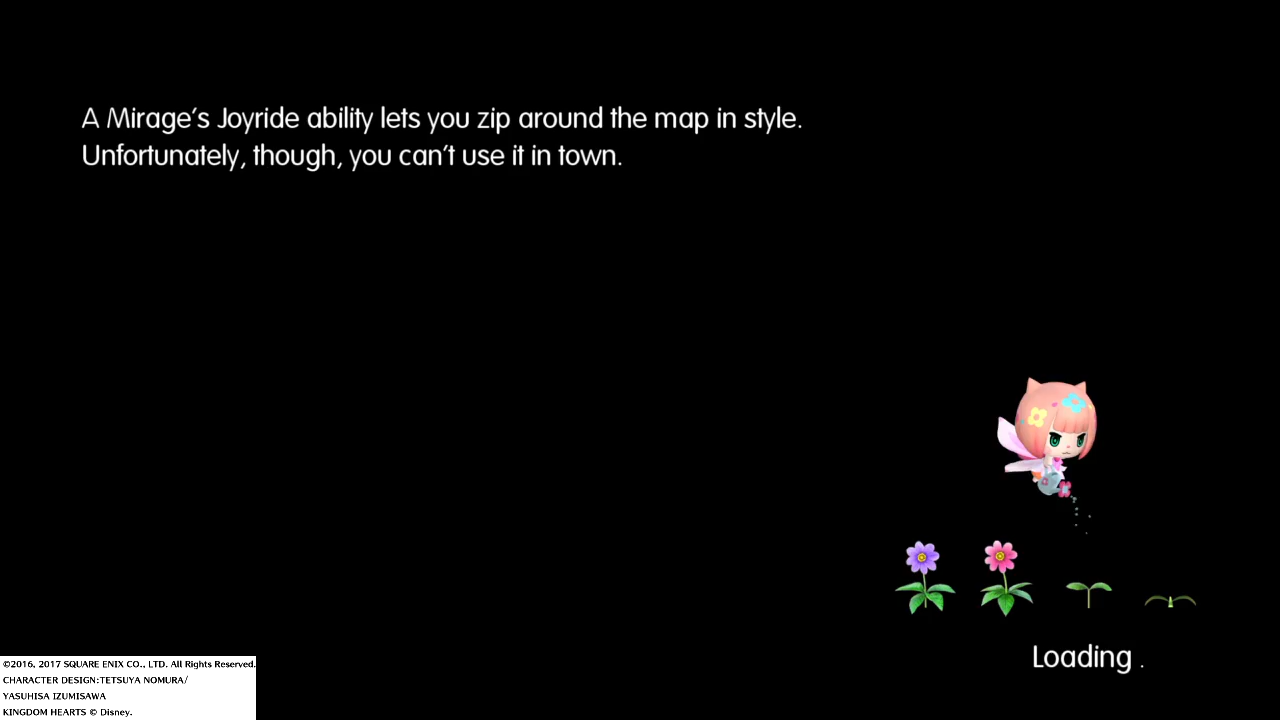 A Mirage's Joyride ability lets you zip around the map in style.
Unfortunately, though, you can't use it in town.
Loading .
©2016, 2017 SQUARE ENIX CO., LTD. All Rights Reserved.
CHARACTER DESIGN:TETSUYA NOMURA/
YASUHISA IZUMISAWA
KINGDOM HEARTS © Disney.